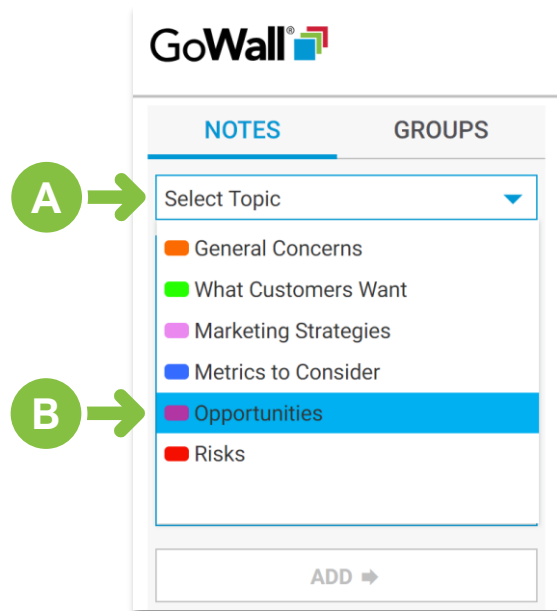 GoWall®
NOTES GROUPS
A
Select Topic
General Concerns
What Customers Want
Marketing Strategies
Metrics to Consider
B
Opportunities
Risks
ADD